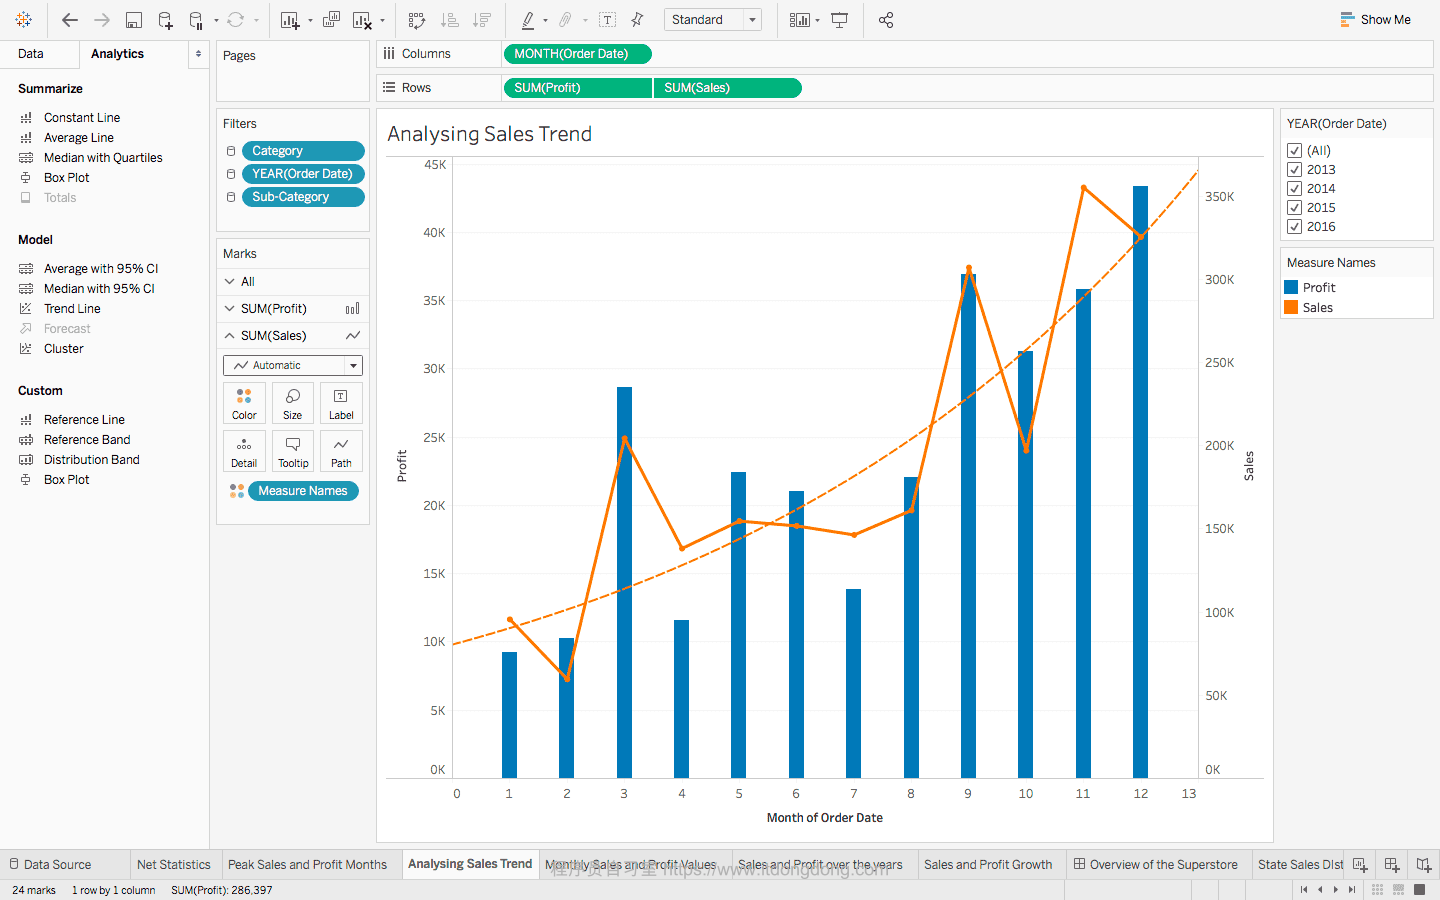 Standard
Show Me
Data
Analytics
Summarize
Constant Line
Average Line
Median with Quartiles
Box Plot
Totals
Model
Average with 95% CI
Median with 95% CI
Trend Line
Forecast
Cluster
Custom
Reference Line
Reference Band
Distribution Band
Box Plot
Pages
Filters
Category
YEAR(Order Date)
Sub-Category
Marks
All
SUM(Profit)
SUM(Sales)
Automatic
Color
Size
Label
Detail
Tooltip
Path
Measure Names
Columns
MONTH(Order Date)
Rows
SUM(Profit)
SUM(Sales)
Analysing Sales Trend
45K
40K
35K
30K
25K
20K
15K
10K
5K
0K
Profit
350K
300K
250K
200K
150K
100K
50K
0K
Sales
0 1 2 3 4 5 6 7 8 9 10 11 12 13
Month of Order Date
YEAR(Order Date)
(All)
2013
2014
2015
2016
Measure Names
Profit
Sales
Data Source
Net Statistics
Peak Sales and Profit Months
Analysing Sales Trend
Monthly Sales and Profit Values
Sales and Profit over the years
Sales and Profit Growth
Overview of the Superstore
State Sales DIst
程序员自习室 https://www.itdongdong.com
24 marks
1 row by 1 column
SUM(Profit): 286,397